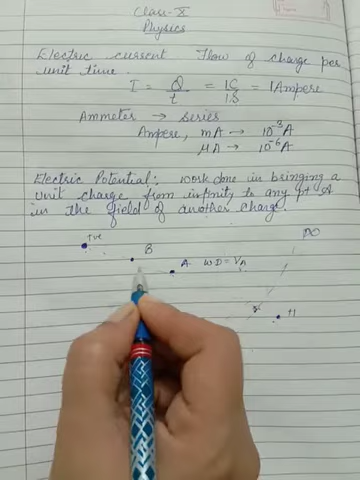 Class-X
Physics
Electric current Flow of charge per
unit time.
I = Q/t = 1C/1S = 1Ampere
Ammeter → series
Ampere, mA → 10⁻³A
μA → 10⁻⁶A
Electric Potential: work done in bringing a
unit charge from infinity to any pt A
in the field of another charge.
+ve
B
A WD = VA
+1